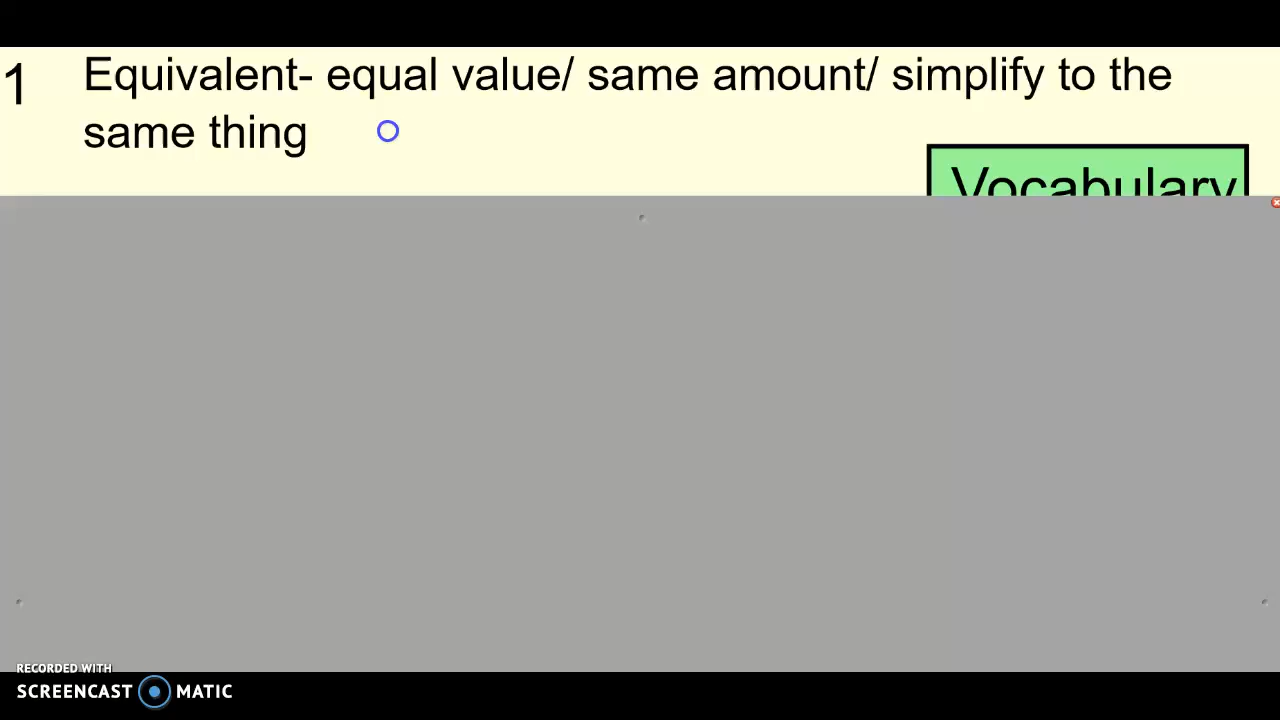 1 Equivalent- equal value/ same amount/ simplify to the
same thing
Vocabulary
RECORDED WITH
SCREENCAST MATIC